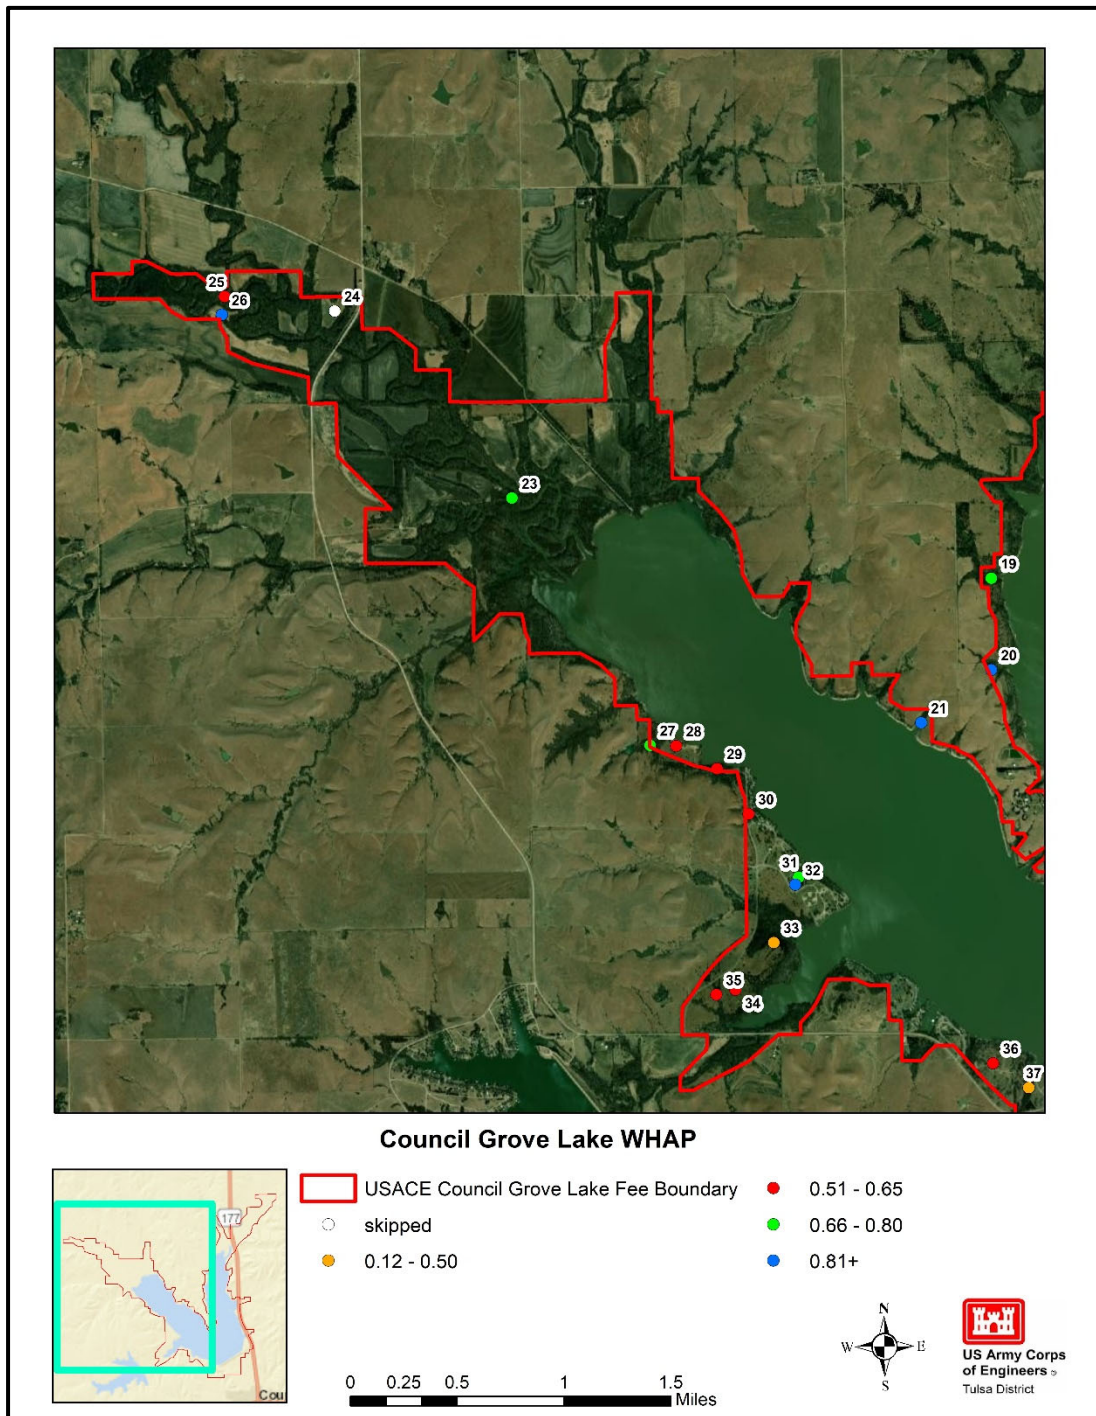 25
26
24
23
19
20
21
27
28
29
30
31
32
33
35
34
36
37
Council Grove Lake WHAP
USACE Council Grove Lake Fee Boundary
skipped
0.12 - 0.50
0.51 - 0.65
0.66 - 0.80
0.81+
177
Cou
N
W
E
S
US Army Corps
of Engineers ®
Tulsa District
0 0.25 0.5 1 1.5
Miles